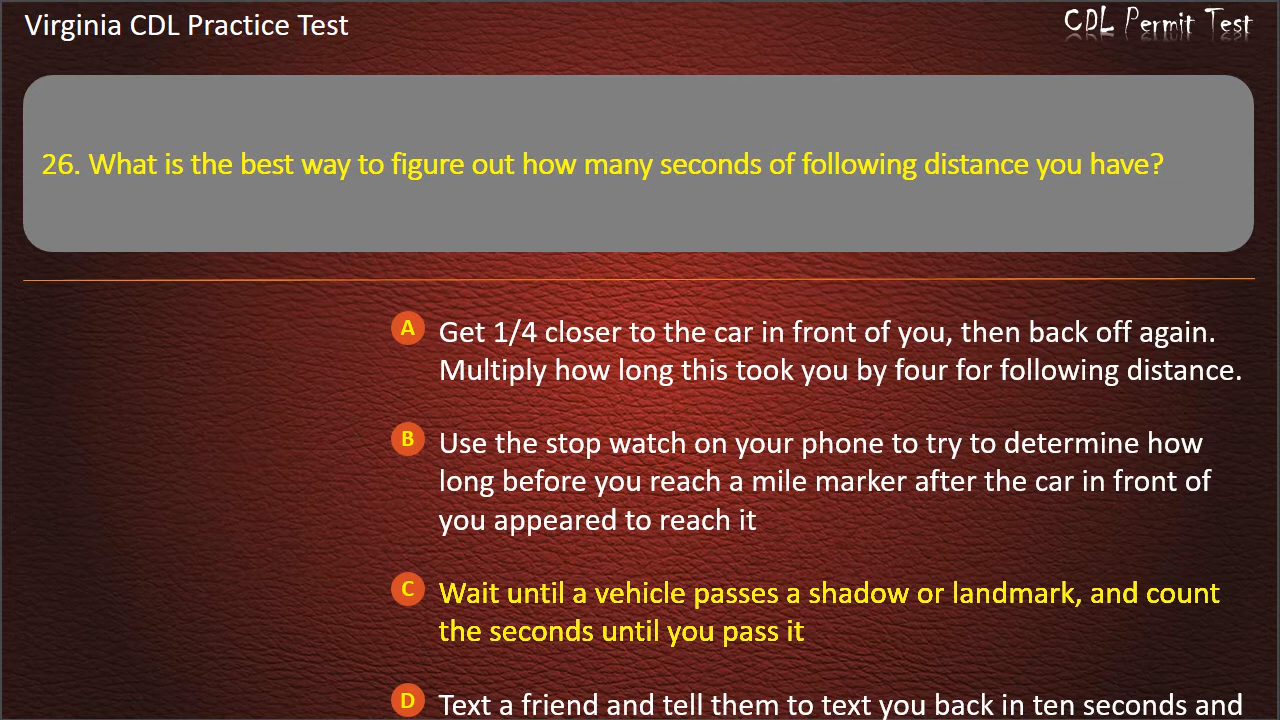 Virginia CDL Practice Test
CDL Permit Test
26. What is the best way to figure out how many seconds of following distance you have?
A Get 1/4 closer to the car in front of you, then back off again.
Multiply how long this took you by four for following distance.
B Use the stop watch on your phone to try to determine how
long before you reach a mile marker after the car in front of
you appeared to reach it
C Wait until a vehicle passes a shadow or landmark, and count
the seconds until you pass it
D Text a friend and tell them to text you back in ten seconds and